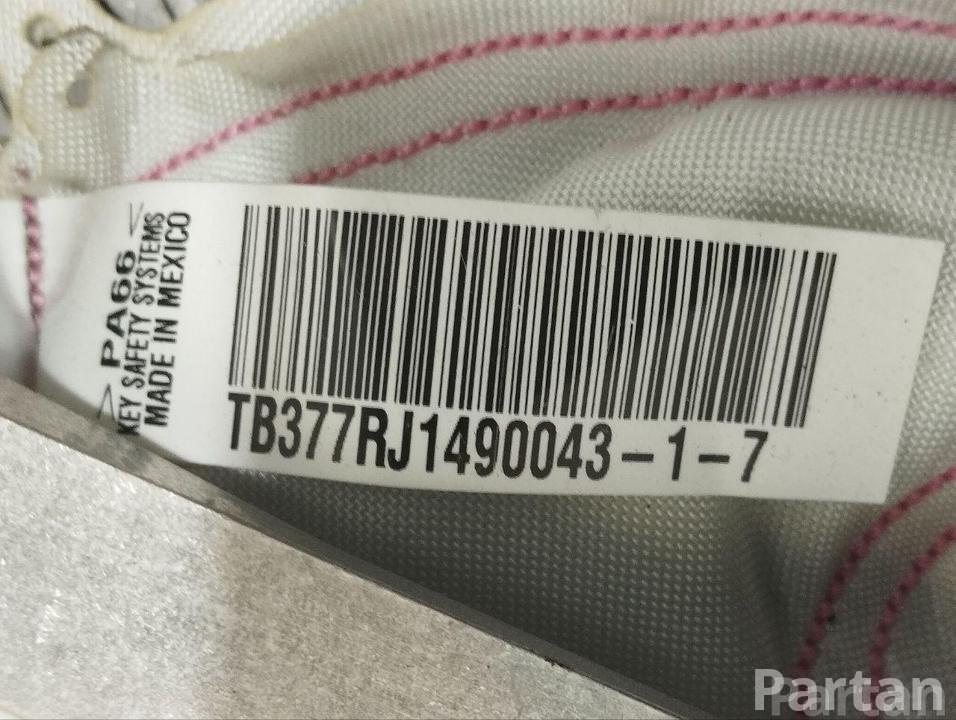 >PA66<
KEY SAFETY SYSTEMS
MADE IN MEXICO
TB377RJ1490043-1-7
Partan